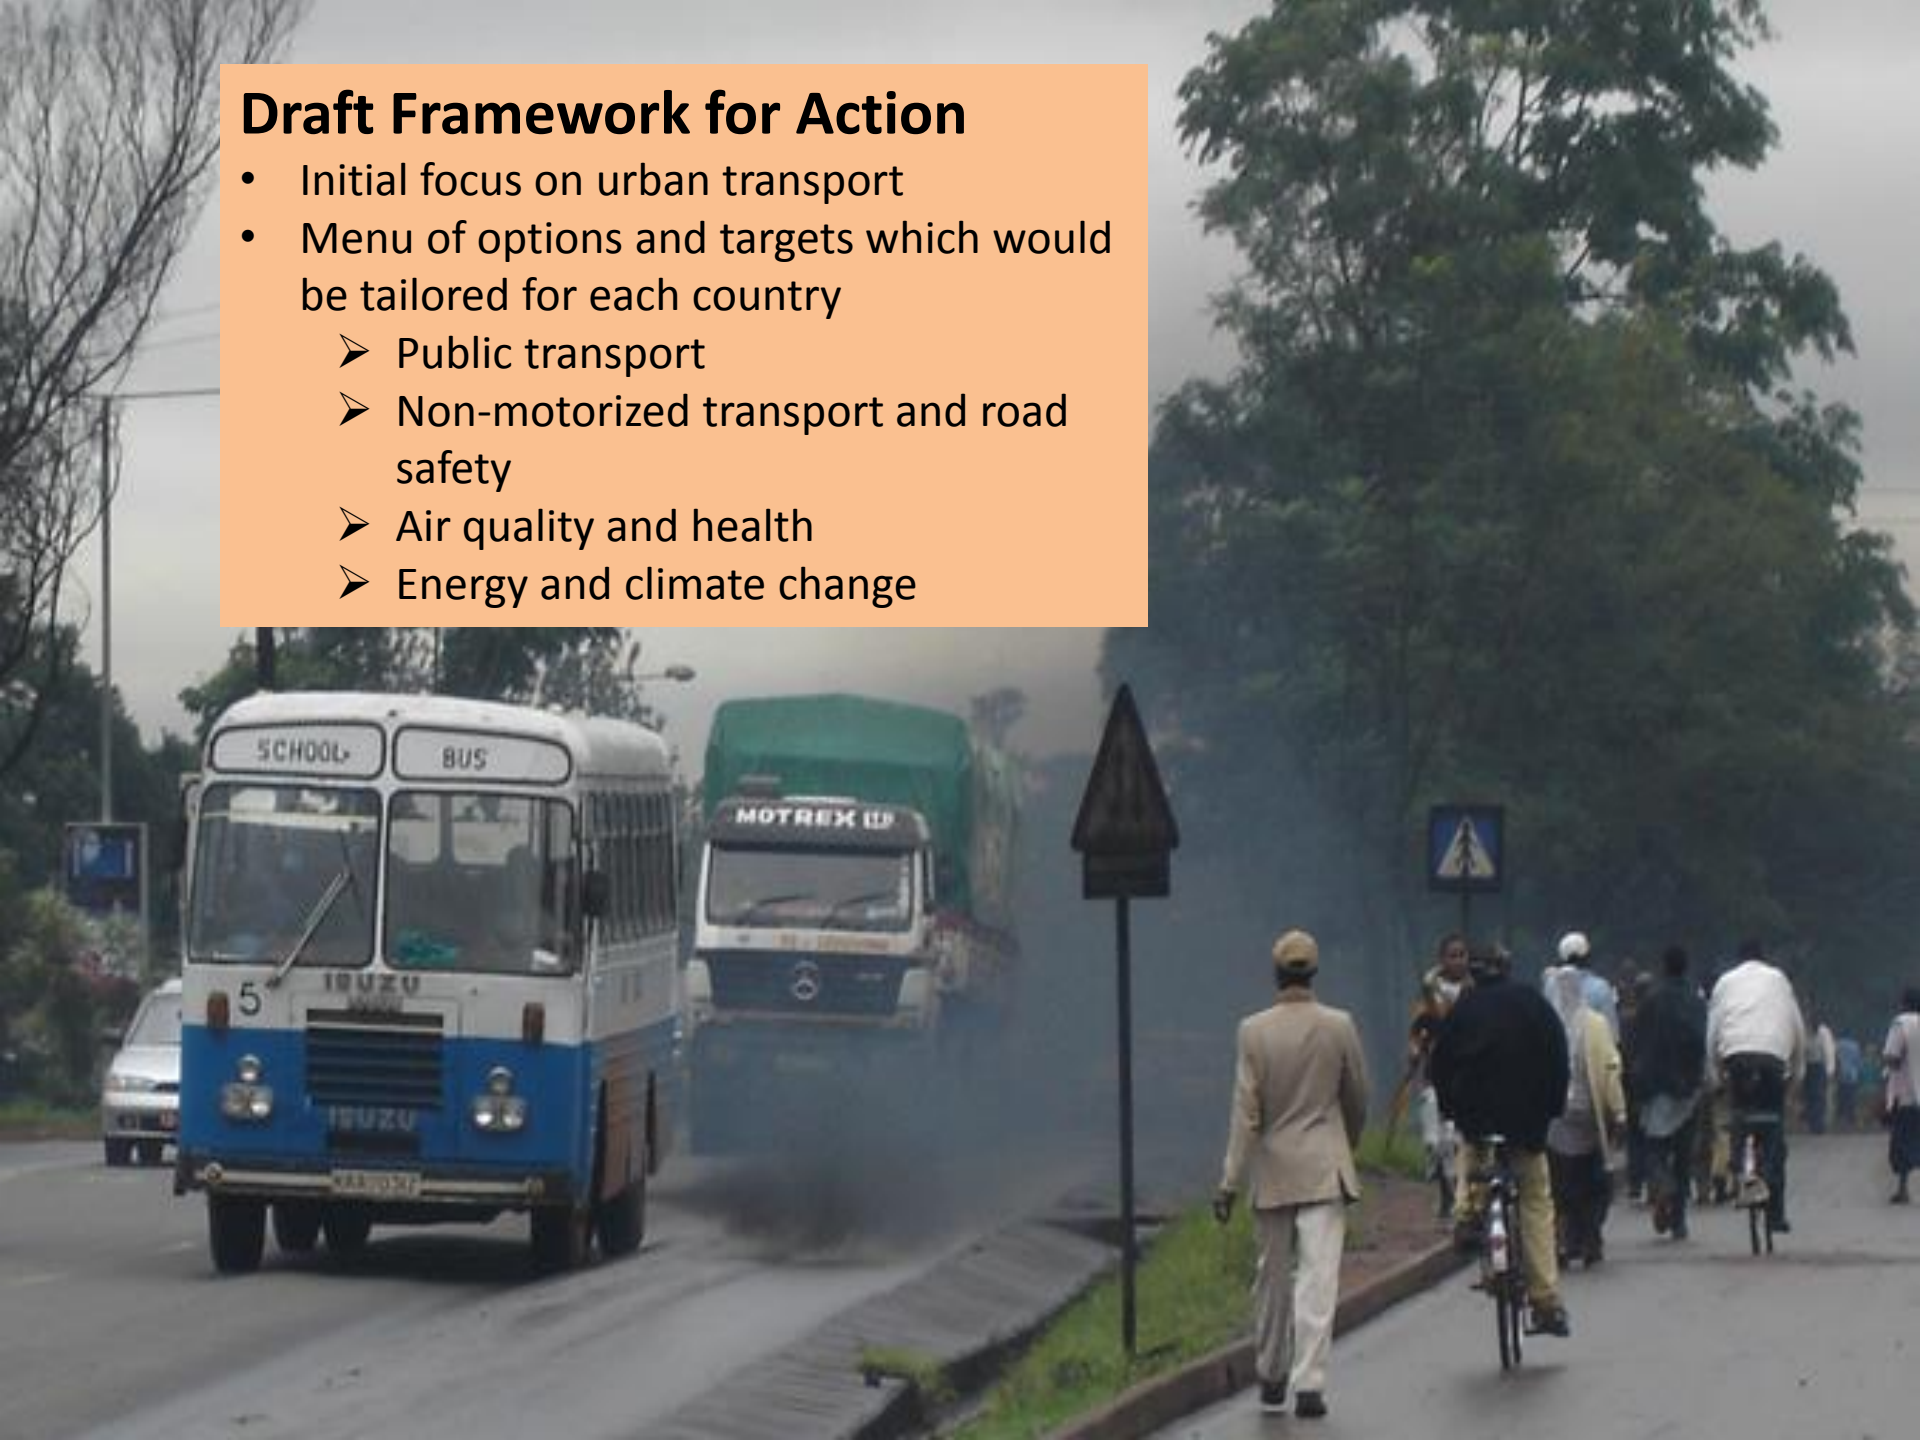 Draft Framework for Action
• Initial focus on urban transport
• Menu of options and targets which would
be tailored for each country
➢ Public transport
➢ Non-motorized transport and road
safety
➢ Air quality and health
➢ Energy and climate change
SCHOOL BUS
MOTREX LTD
5
ISUZU
ISUZU